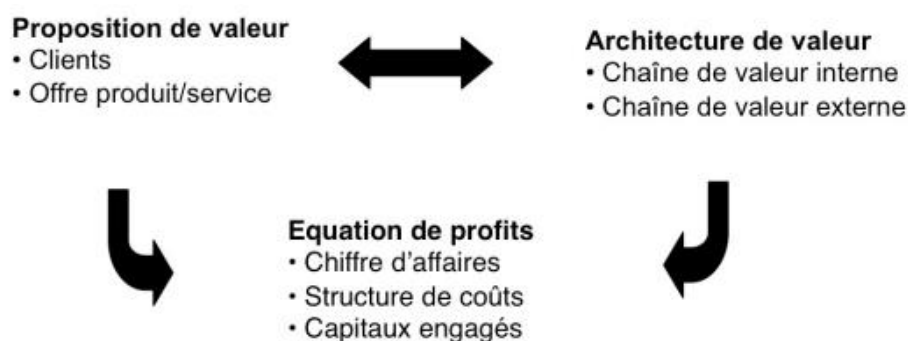 Proposition de valeur
• Clients
• Offre produit/service
Architecture de valeur
• Chaîne de valeur interne
• Chaîne de valeur externe
Equation de profits
• Chiffre d'affaires
• Structure de coûts
• Capitaux engagés